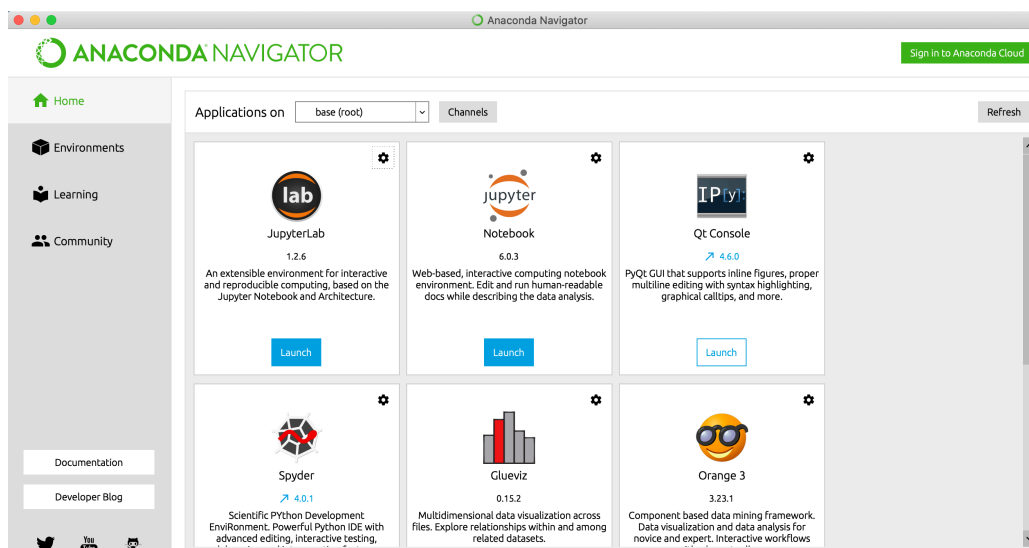 Anaconda Navigator
ANACONDA NAVIGATOR
Sign in to Anaconda Cloud
Home
Environments
Learning
Community
Documentation
Developer Blog
You
Applications on
base (root)
Channels
Refresh
lab
JupyterLab
1.2.6
An extensible environment for interactive
and reproducible computing, based on the
Jupyter Notebook and Architecture.
Launch
jupyter
Notebook
6.0.3
Web-based, interactive computing notebook
environment. Edit and run human-readable
docs while describing the data analysis.
Launch
IP[y]:
Qt Console
4.6.0
PyQt GUI that supports inline figures, proper
multiline editing with syntax highlighting,
graphical calltips, and more.
Launch
Spyder
4.0.1
Scientific PYthon Development
EnviRonment. Powerful Python IDE with
advanced editing, interactive testing,
Glueviz
0.15.2
Multidimensional data visualization across
files. Explore relationships within and among
related datasets.
Orange 3
3.23.1
Component based data mining framework.
Data visualization and data analysis for
novice and expert. Interactive workflows